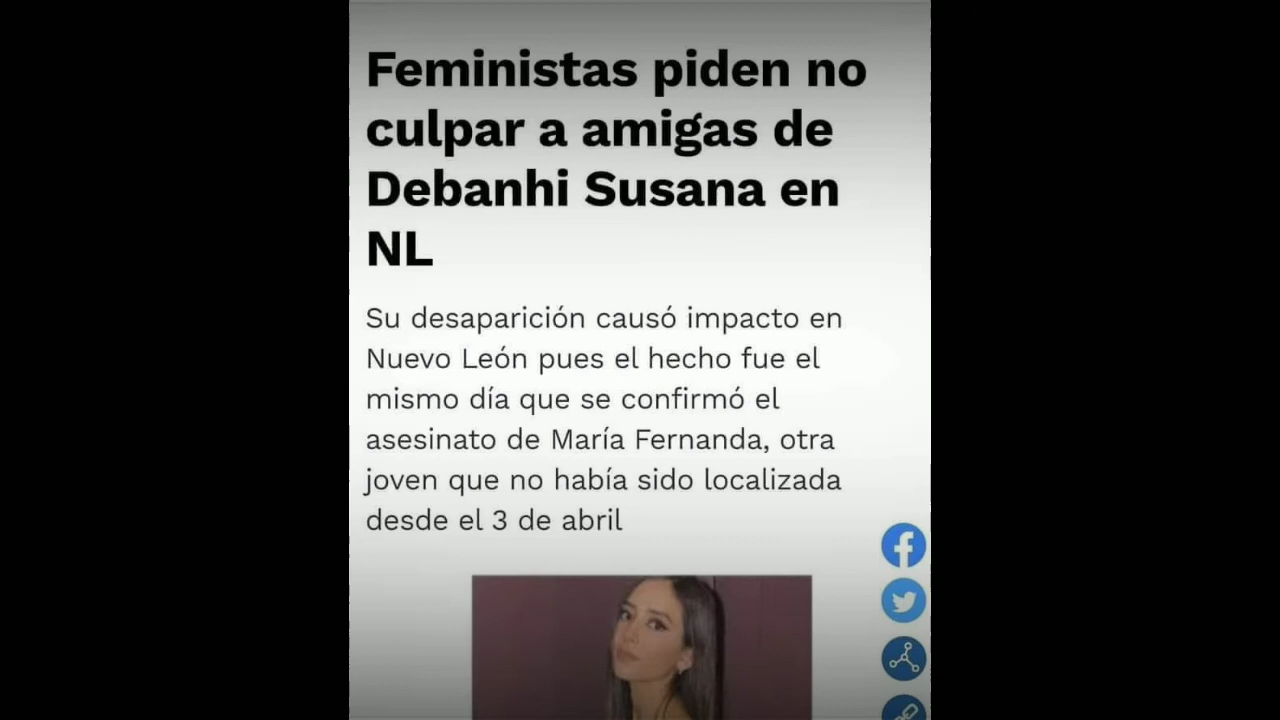 Feministas piden no
culpar a amigas de
Debanhi Susana en
NL
Su desaparición causó impacto en
Nuevo León pues el hecho fue el
mismo día que se confirmó el
asesinato de María Fernanda, otra
joven que no había sido localizada
desde el 3 de abril